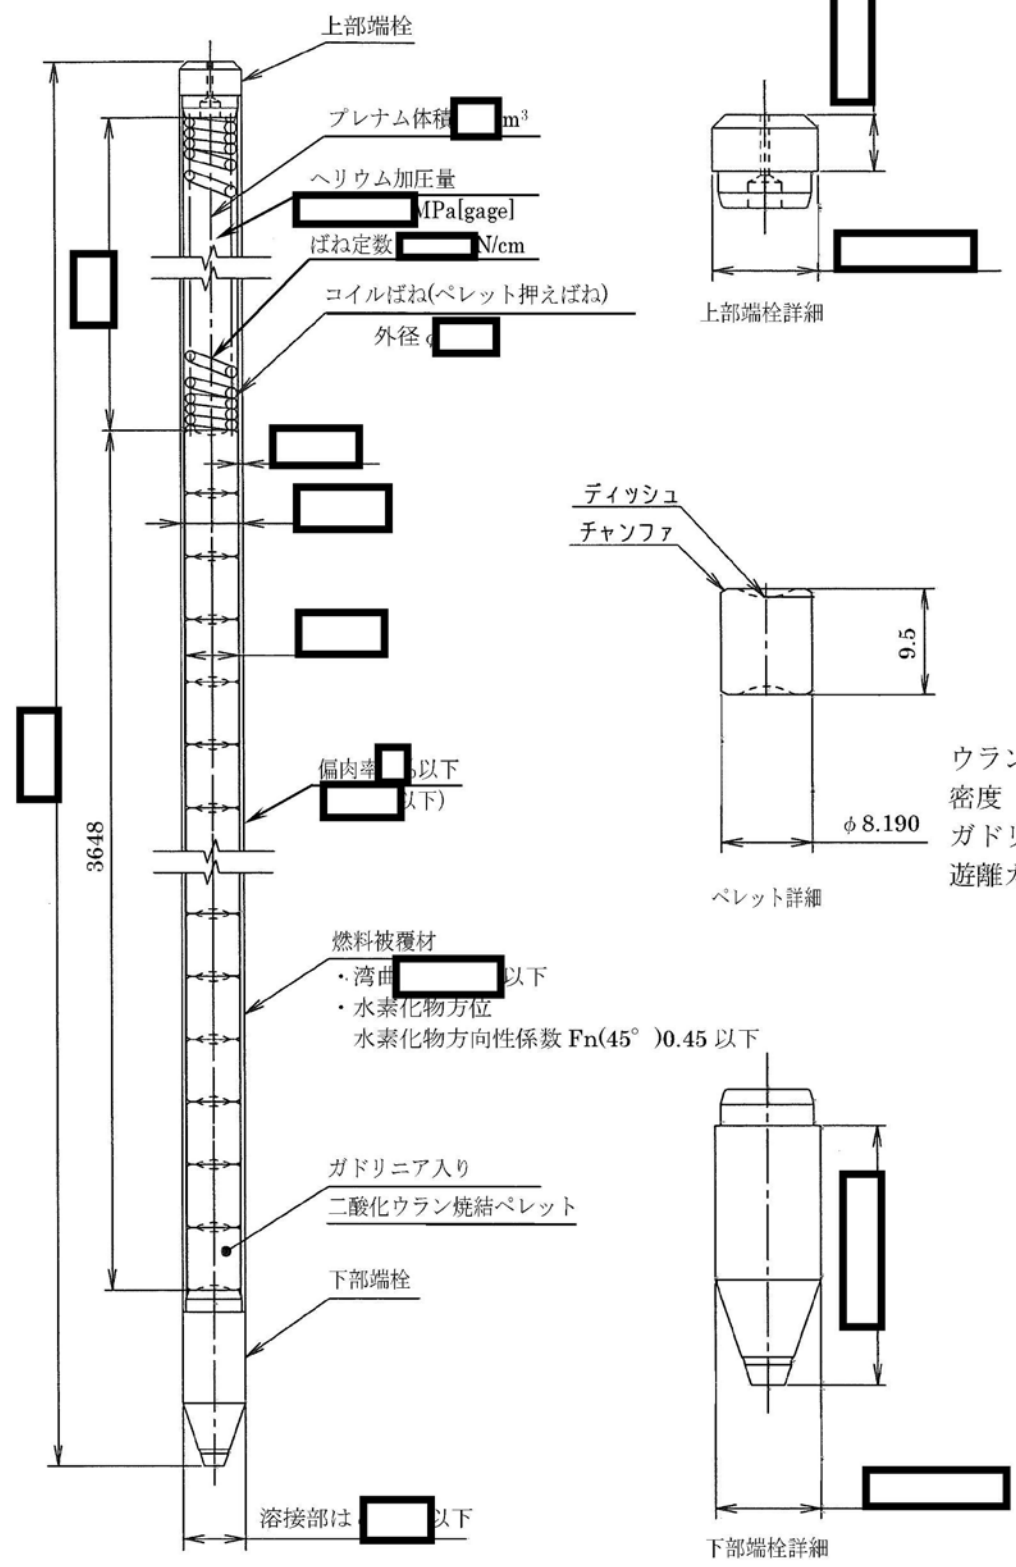 上部端栓
プレナム体積 m³
ヘリウム加圧量
MPa[gage]
ばね定数 N/cm
コイルばね(ペレット押えばね)
外径φ
上部端栓詳細
ディッシュ
チャンファ
9.5
φ8.190
ペレット詳細
ウラン
密度
ガドリ
遊離
3648
偏肉率 以下
以下)
燃料被覆材
・湾曲 以下
・水素化物方位
水素化物方向性係数 Fn(45°)0.45 以下
ガドリニア入り
二酸化ウラン焼結ペレット
下部端栓
溶接部は 以下
下部端栓詳細